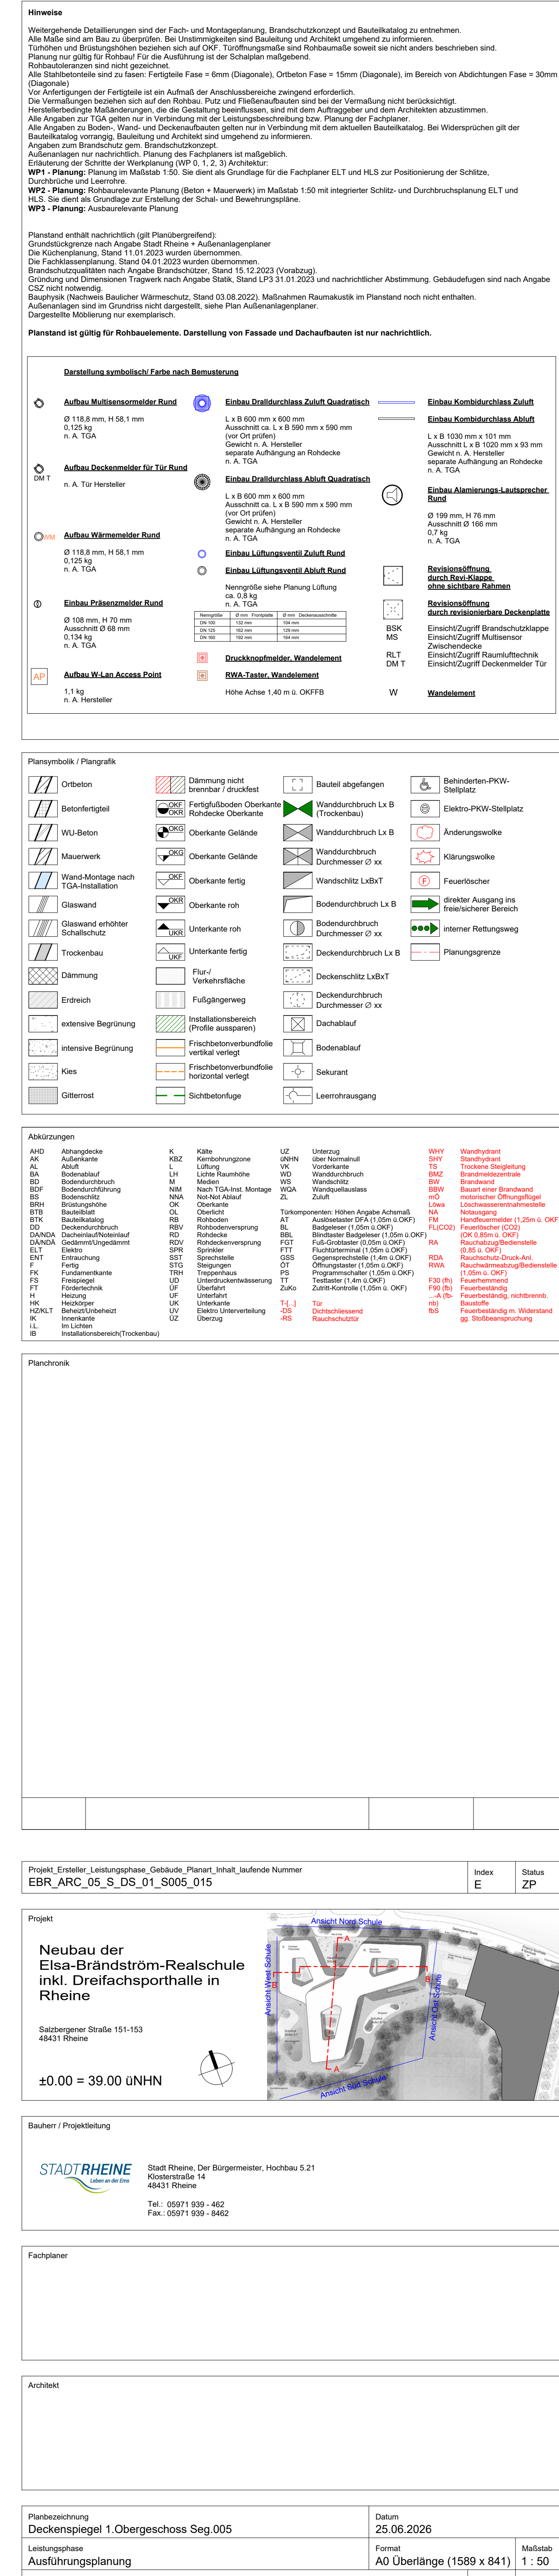 Hinweise
Weitergehende Detaillierungen sind der Fach- und Montageplanung, Brandschutzkonzept und Bauteilkatalog zu entnehmen.
Alle Maße sind am Bau zu überprüfen. Bei Unstimmigkeiten sind Bauleitung und Architekt umgehend zu informieren.
Türhöhen und Brüstungshöhen beziehen sich auf OKF. Türöffnungsmaße sind Rohbaumaße soweit sie nicht anders beschrieben sind.
Planung nur gültig für Rohbau! Für die Ausführung ist der Schalplan maßgebend.
Rohbautoleranzen sind nicht gezeichnet.
Alle Stahlbetonteile sind zu fasen: Fertigteile Fase = 6mm (Diagonale), Ortbeton Fase = 15mm (Diagonale), im Bereich von Abdichtungen Fase = 30mm
(Diagonale)
Vor Anfertigungen der Fertigteile ist ein Aufmaß der Anschlussbereiche zwingend erforderlich.
Die Vermaßungen beziehen sich auf den Rohbau. Putz und Fließenaufbauten sind bei der Vermaßung nicht berücksichtigt.
Herstellerbedingte Maßänderungen, die die Gestaltung beeinflussen, sind mit dem Auftraggeber und dem Architekten abzustimmen.
Alle Angaben zur TGA gelten nur in Verbindung mit der Leistungsbeschreibung bzw. Planung der Fachplaner.
Alle Angaben zu Boden-, Wand- und Deckenaufbauten gelten nur in Verbindung mit dem aktuellen Bauteilkatalog. Bei Widersprüchen gilt der
Bauteilkatalog vorrangig, Bauleitung und Architekt sind umgehend zu informieren.
Angaben zum Brandschutz gem. Brandschutzkonzept.
Außenanlagen nur nachrichtlich. Planung des Fachplaners ist maßgeblich.
Erläuterung der Schritte der Werkplanung (WP 0, 1, 2, 3) Architektur:
WP1 - Planung: Planung im Maßstab 1:50. Sie dient als Grundlage für die Fachplaner ELT und HLS zur Positionierung der Schlitze,
Durchbrüche und Leerrohre.
WP2 - Planung: Rohbaurelevante Planung (Beton + Mauerwerk) im Maßstab 1:50 mit integrierter Schlitz- und Durchbruchsplanung ELT und
HLS. Sie dient als Grundlage zur Erstellung der Schal- und Bewehrungspläne.
WP3 - Planung: Ausbaurelevante Planung
Planstand enthält nachrichtlich (gilt Planübergreifend):
Grundstückgrenze nach Angabe Stadt Rheine + Außenanlagenplaner
Die Küchenplanung, Stand 11.01.2023 wurden übernommen.
Die Fachklassenplanung. Stand 04.01.2023 wurden übernommen.
Brandschutzqualitäten nach Angabe Brandschützer, Stand 15.12.2023 (Vorabzug).
Gründung und Dimensionen Tragwerk nach Angabe Statik, Stand LP3 31.01.2023 und nachrichtlicher Abstimmung. Gebäudefugen sind nach Angabe
CSZ nicht notwendig.
Bauphysik (Nachweis Baulicher Wärmeschutz, Stand 03.08.2022). Maßnahmen Raumakustik im Planstand noch nicht enthalten.
Außenanlagen sind im Grundriss nicht dargestellt, siehe Plan Außenanlagenplaner.
Dargestellte Möblierung nur exemplarisch.
Planstand ist gültig für Rohbauelemente. Darstellung von Fassade und Dachaufbauten ist nur nachrichtlich.
Darstellung symbolisch/ Farbe nach Bemusterung
Aufbau Multisensormelder Rund
Ø 118,8 mm, H 58,1 mm
0,125 kg
n. A. TGA
DM T
Aufbau Deckenmelder für Tür Rund
n. A. Tür Hersteller
WM
Aufbau Wärmemelder Rund
Ø 118,8 mm, H 58,1 mm
0,125 kg
n. A. TGA
Einbau Präsenzmelder Rund
Ø 108 mm, H 70 mm
Ausschnitt Ø 68 mm
0,134 kg
n. A. TGA
AP
Aufbau W-Lan Access Point
1,1 kg
n. A. Hersteller
Einbau Dralldurchlass Zuluft Quadratisch
L x B 600 mm x 600 mm
Ausschnitt ca. L x B 590 mm x 590 mm
(vor Ort prüfen)
Gewicht n. A. Hersteller
separate Aufhängung an Rohdecke
n. A. TGA
Einbau Dralldurchlass Abluft Quadratisch
L x B 600 mm x 600 mm
Ausschnitt ca. L x B 590 mm x 590 mm
(vor Ort prüfen)
Gewicht n. A. Hersteller
separate Aufhängung an Rohdecke
n. A. TGA
Einbau Lüftungsventil Zuluft Rund
Einbau Lüftungsventil Abluft Rund
Nenngröße siehe Planung Lüftung
ca. 0,8 kg
n. A. TGA
Nenngröße Ø mm Frontplatte Ø mm Deckenausschnitte
DN 100 132 mm 104 mm
DN 125 162 mm 129 mm
DN 160 192 mm 164 mm
Druckknopfmelder, Wandelement
RWA-Taster, Wandelement
Höhe Achse 1,40 m ü. OKFFB
Einbau Kombidurchlass Zuluft
Einbau Kombidurchlass Abluft
L x B 1030 mm x 101 mm
Ausschnitt L x B 1020 mm x 93 mm
Gewicht n. A. Hersteller
separate Aufhängung an Rohdecke
n. A. TGA
Einbau Alamierungs-Lautsprecher
Rund
Ø 199 mm, H 76 mm
Ausschnitt Ø 166 mm
0,7 kg
n. A. TGA
Revisionsöffnung
durch Revi-Klappe
ohne sichtbare Rahmen
Revisionsöffnung
durch revisionierbare Deckenplatte
BSK Einsicht/Zugriff Brandschutzklappe
MS Einsicht/Zugriff Multisensor
Zwischendecke
RLT Einsicht/Zugriff Raumlufttechnik
DM T Einsicht/Zugriff Deckenmelder Tür
W Wandelement
Plansymbolik / Plangrafik
Ortbeton
Betonfertigteil
WU-Beton
Mauerwerk
Wand-Montage nach
TGA-Installation
Glaswand
Glaswand erhöhter
Schallschutz
Trockenbau
Dämmung
Erdreich
extensive Begrünung
intensive Begrünung
Kies
Gitterrost
Dämmung nicht
brennbar / druckfest
OKF Fertigfußboden Oberkante
OKR Rohdecke Oberkante
OKG Oberkante Gelände
OKG Oberkante Gelände
OKF Oberkante fertig
OKR Oberkante roh
UKR Unterkante roh
UKF Unterkante fertig
Flur-/
Verkehrsfläche
Fußgängerweg
Installationsbereich
(Profile aussparen)
Frischbetonverbundfolie
vertikal verlegt
Frischbetonverbundfolie
horizontal verlegt
Sichtbetonfuge
Bauteil abgefangen
Wanddurchbruch Lx B
(Trockenbau)
Wanddurchbruch Lx B
Wanddurchbruch
Durchmesser Ø xx
Wandschlitz LxBxT
Bodendurchbruch Lx B
Bodendurchbruch
Durchmesser Ø xx
Deckendurchbruch Lx B
Deckenschlitz LxBxT
Deckendurchbruch
Durchmesser Ø xx
Dachablauf
Bodenablauf
Sekurant
Leerrohrausgang
Behinderten-PKW-
Stellplatz
Elektro-PKW-Stellplatz
Änderungswolke
Klärungswolke
F Feuerlöscher
direkter Ausgang ins
freie/sicherer Bereich
interner Rettungsweg
Planungsgrenze
Abkürzungen
AHD Abhangdecke
AK Außenkante
AL Abluft
BA Bodenablauf
BD Bodendurchbruch
BDF Bodendurchführung
BS Bodenschlitz
BRH Brüstungshöhe
BTB Bauteilblatt
BTK Bauteilkatalog
DD Deckendurchbruch
DA/NDA Dacheinlauf/Noteinlauf
DÄ/NDÄ Gedämmt/Ungedämmt
ELT Elektro
ENT Entrauchung
F Fertig
FK Fundamentkante
FS Freispiegel
FT Fördertechnik
H Heizung
HK Heizkörper
HZ/KLT Beheizt/Unbeheizt
IK Innenkante
i.L. Im Lichten
IB Installationsbereich(Trockenbau)
K Kälte
KBZ Kernbohrungzone
L Lüftung
LH Lichte Raumhöhe
M Medien
NIM Nach TGA-Inst. Montage
NNA Not-Not Ablauf
OK Oberkante
OL Oberlicht
RB Rohboden
RBV Rohbodenversprung
RD Rohdecke
RDV Rohdeckenversprung
SPR Sprinkler
SST Sprechstelle
STG Steigungen
TRH Treppenhaus
UD Unterdruckentwässerung
ÜF Überfahrt
UF Unterfahrt
UK Unterkante
UV Elektro Unterverteilung
ÜZ Überzug
UZ Unterzug
üNHN über Normalnull
VK Vorderkante
WD Wanddurchbruch
WS Wandschlitz
WQA Wandquellauslass
ZL Zuluft
Türkomponenten: Höhen Angabe Achsmaß
AT Auslösetaster DFA (1,05m ü.OKF)
BL Badgeleser (1,05m ü.OKF)
BBL Blindtaster Badgeleser (1,05m ü.OKF)
FGT Fuß-Grobtaster (0,05m ü.OKF)
FTT Fluchtürterminal (1,05m ü.OKF)
GSS Gegensprechstelle (1,4m ü.OKF)
ÖT Öffnungstaster (1,05m ü.OKF)
PS Programmschalter (1,05m ü.OKF)
TT Testtaster (1,4m ü.OKF)
ZuKo Zutritt-Kontrolle (1,05m ü. OKF)
T-[...] Tür
-DS Dichtschliessend
-RS Rauchschutztür
WHY Wandhydrant
SHY Standhydrant
TS Trockene Steigleitung
BMZ Brandmeldezentrale
BW Brandwand
BBW Bauart einer Brandwand
mÖ motorischer Öffnungsflügel
Löwa Löschwasserentnahmestelle
NA Notausgang
FM Handfeuermelder (1,25m ü. OKF
FL(CO2) Feuerlöscher (CO2)
(OK 0,85m ü. OKF)
RA Rauchabzug/Bedienstelle
(0,85 ü. OKF)
RDA Rauchschutz-Druck-Anl.
RWA Rauchwärmeabzug/Bedienstelle
(1,05m ü. OKF)
F30 (fh) Feuerhemmend
F90 (fb) Feuerbeständig
...-A (fb- Feuerbeständig, nichtbrennb.
nb) Baustoffe
fbS Feuerbeständig m. Widerstand
gg. Stoßbeanspruchung
Planchronik
Projekt_Ersteller_Leistungsphase_Gebäude_Planart_Inhalt_laufende Nummer
EBR_ARC_05_S_DS_01_S005_015
Index
E
Status
ZP
Projekt
Neubau der
Elsa-Brändström-Realschule
inkl. Dreifachsporthalle in
Rheine
Salzbergener Straße 151-153
48431 Rheine
±0.00 = 39.00 üNHN
Ansicht Nord Schule
Ansicht West Schule
Ansicht Ost Schule
Ansicht Süd Schule
A
B
B
A
Bauherr / Projektleitung
STADTRHEINE
Leben an der Ems
Stadt Rheine, Der Bürgermeister, Hochbau 5.21
Klosterstraße 14
48431 Rheine
Tel.: 05971 939 - 462
Fax.: 05971 939 - 8462
Fachplaner
Architekt
Planbezeichnung
Deckenspiegel 1.Obergeschoss Seg.005
Datum
25.06.2026
Leistungsphase
Ausführungsplanung
Format
A0 Überlänge (1589 x 841)
Maßstab
1 : 50